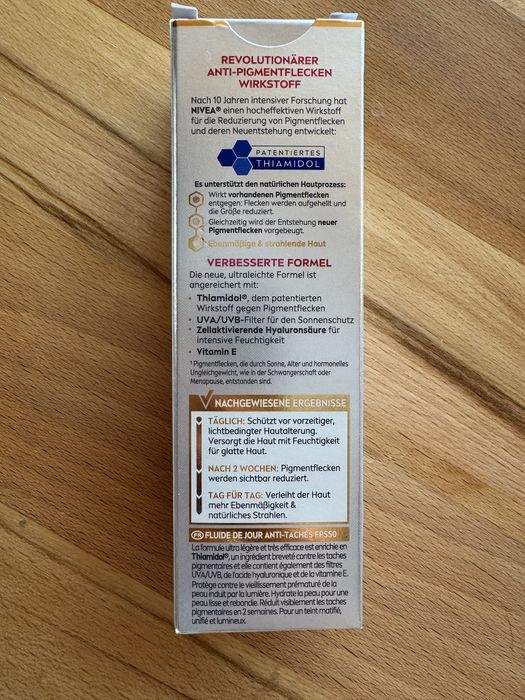 REVOLUTIONÄRER
ANTI-PIGMENTFLECKEN
WIRKSTOFF
Nach 10 Jahren intensiver Forschung hat
NIVEA® einen hocheffektiven Wirkstoff
für die Reduzierung von Pigmentflecken
und deren Neuentstehung entwickelt:
PATENTIERTES
THIAMIDOL
Es unterstützt den natürlichen Hautprozess:
Wirkt vorhandenen Pigmentflecken
entgegen: Flecken werden aufgehellt und
die Größe reduziert.
Gleichzeitig wird der Entstehung neuer
Pigmentflecken vorgebeugt.
Ebenmäßige & strahlende Haut
VERBESSERTE FORMEL
Die neue, ultraleichte Formel ist
angereichert mit:
• Thiamidol®, dem patentierten
Wirkstoff gegen Pigmentflecken
• UVA/UVB-Filter für den Sonnenschutz
• Zellaktivierende Hyaluronsäure für
intensive Feuchtigkeit
• Vitamin E
¹ Pigmentflecken, die durch Sonne, Alter und hormonelles
Ungleichgewicht, wie in der Schwangerschaft oder
Menopause, entstanden sind.
NACHGEWIESENE ERGEBNISSE
TÄGLICH: Schützt vor vorzeitiger,
lichtbedingter Hautalterung.
Versorgt die Haut mit Feuchtigkeit
für glatte Haut.
NACH 2 WOCHEN: Pigmentflecken
werden sichtbar reduziert.
TAG FÜR TAG: Verleiht der Haut
mehr Ebenmäßigkeit &
natürliches Strahlen.
FR FLUIDE DE JOUR ANTI-TACHES FPS50
La formule ultra légère et très efficace est enrichie en
Thiamidol®, un ingrédient breveté contre les taches
pigmentaires et elle contient également des filtres
UVA/UVB, de l'acide hyaluronique et de la vitamine E.
Protège contre le vieillissement prématuré de la
peau induit par la lumière. Hydrate la peau pour une
peau lisse et rebondie. Réduit visiblement les taches
pigmentaires en 2 semaines. Pour un teint matifié,
unifié et lumineux.